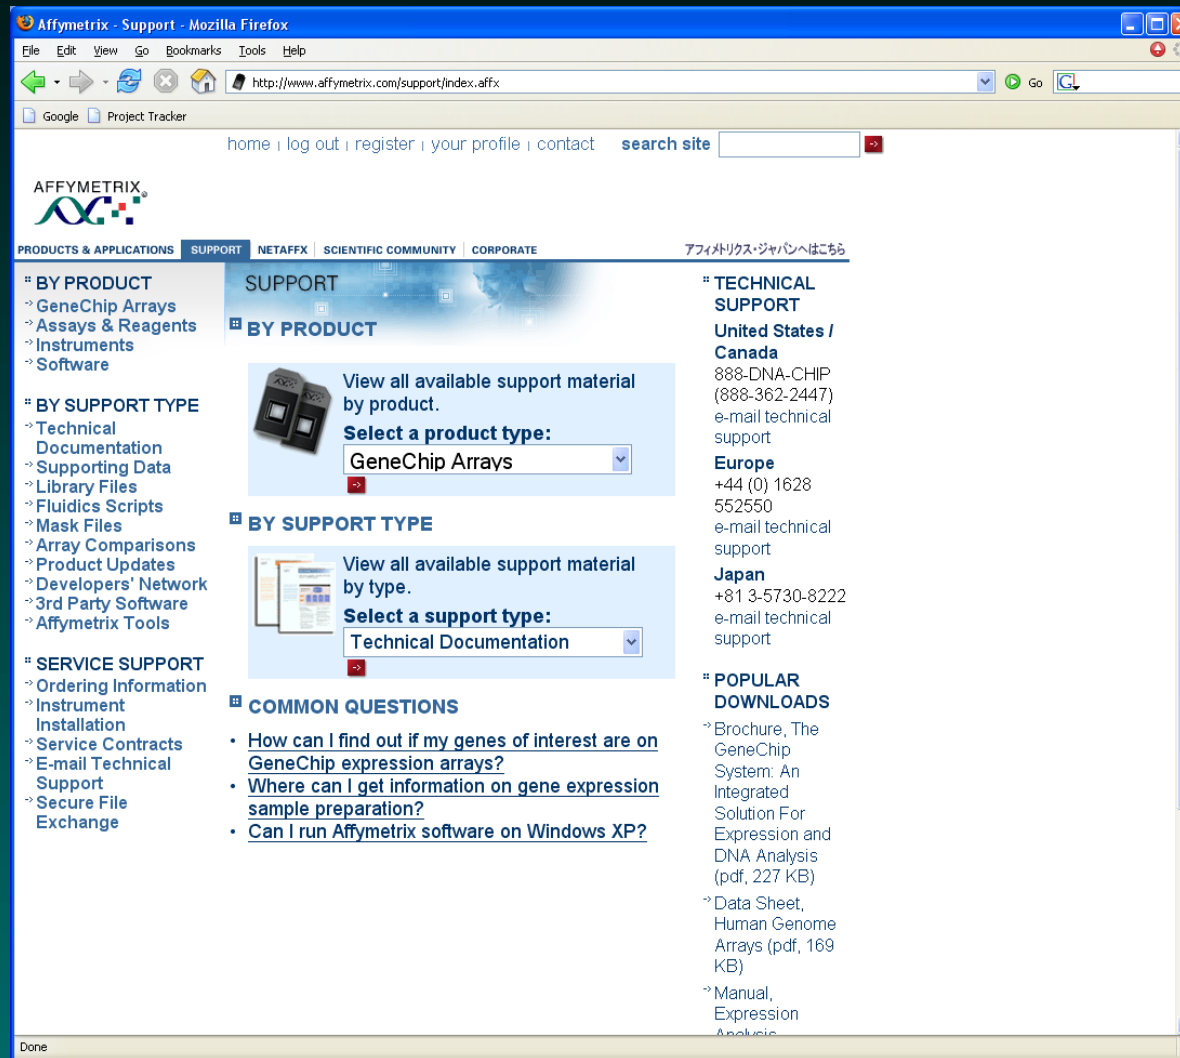 Affymetrix - Support - Mozilla Firefox
File Edit View Go Bookmarks Tools Help
http://www.affymetrix.com/support/index.affx Go G
Google Project Tracker
home | log out | register | your profile | contact search site
AFFYMETRIX
PRODUCTS & APPLICATIONS SUPPORT NETAFFX SCIENTIFIC COMMUNITY CORPORATE アフィメトリクス・ジャパンへはこちら
BY PRODUCT
GeneChip Arrays
Assays & Reagents
Instruments
Software
BY SUPPORT TYPE
Technical
Documentation
Supporting Data
Library Files
Fluidics Scripts
Mask Files
Array Comparisons
Product Updates
Developers' Network
3rd Party Software
Affymetrix Tools
SERVICE SUPPORT
Ordering Information
Instrument
Installation
Service Contracts
E-mail Technical
Support
Secure File
Exchange
SUPPORT
BY PRODUCT
View all available support material
by product.
Select a product type:
GeneChip Arrays
BY SUPPORT TYPE
View all available support material
by type.
Select a support type:
Technical Documentation
COMMON QUESTIONS
• How can I find out if my genes of interest are on
GeneChip expression arrays?
• Where can I get information on gene expression
sample preparation?
• Can I run Affymetrix software on Windows XP?
TECHNICAL
SUPPORT
United States /
Canada
888-DNA-CHIP
(888-362-2447)
e-mail technical
support
Europe
+44 (0) 1628
552550
e-mail technical
support
Japan
+81 3-5730-8222
e-mail technical
support
POPULAR
DOWNLOADS
Brochure, The
GeneChip
System: An
Integrated
Solution For
Expression and
DNA Analysis
(pdf, 227 KB)
Data Sheet,
Human Genome
Arrays (pdf, 169
KB)
Manual,
Expression
Analysis
Done